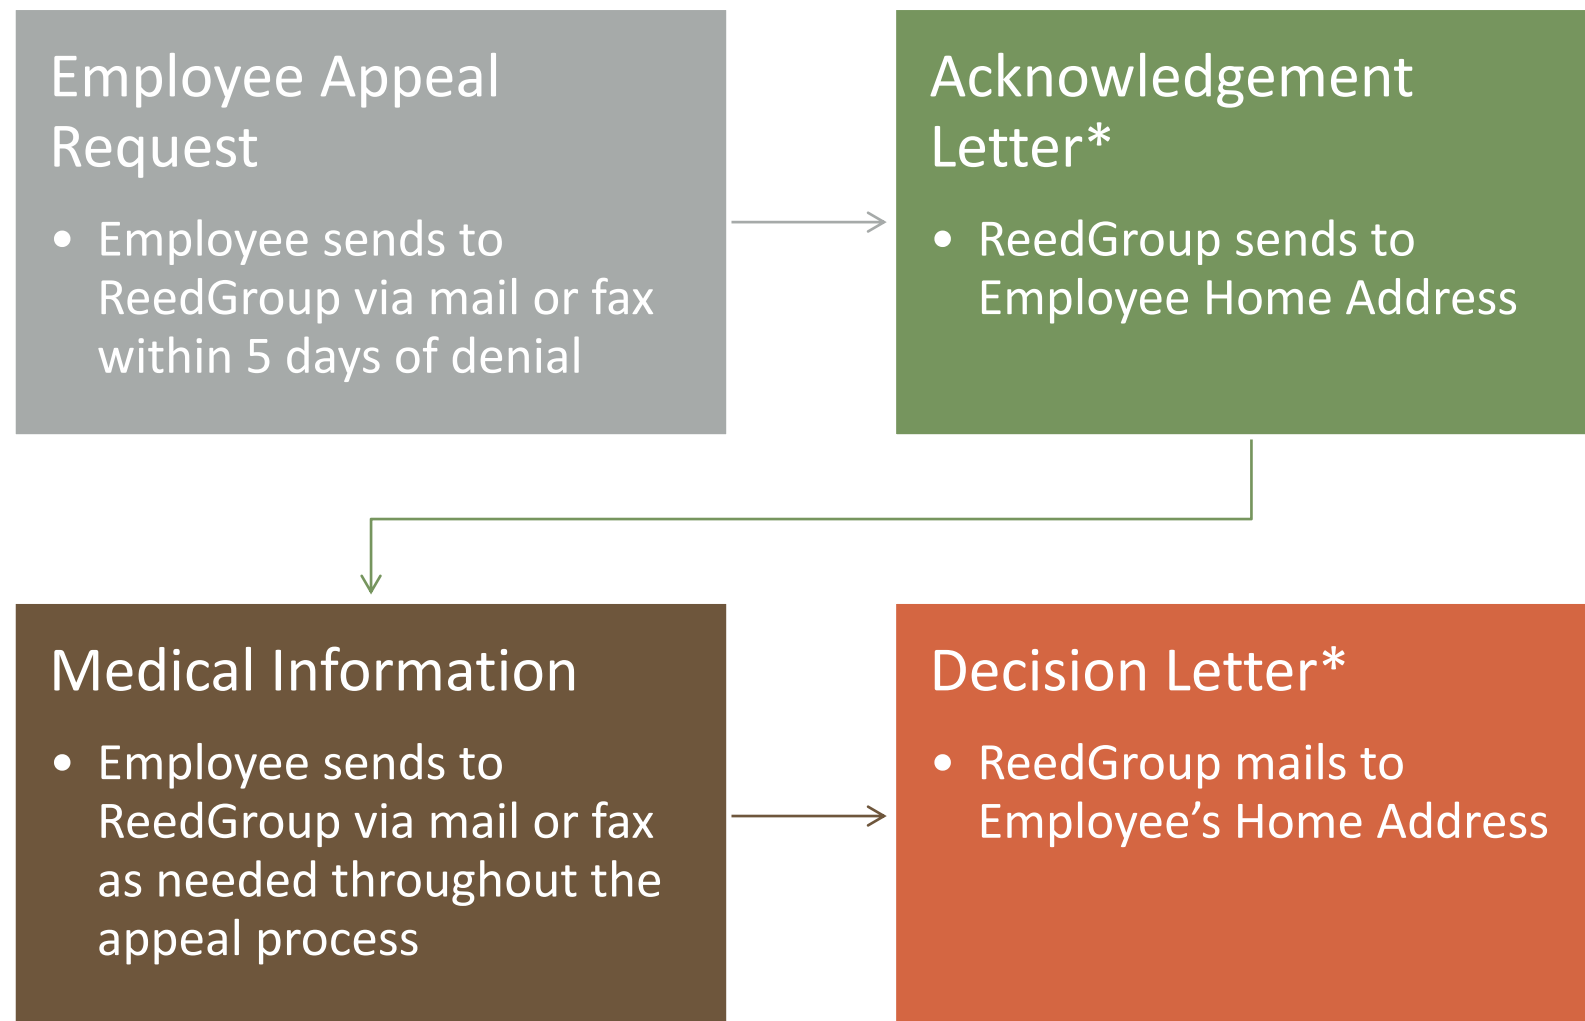 Employee Appeal
Request
• Employee sends to
ReedGroup via mail or fax
within 5 days of denial
Acknowledgement
Letter*
• ReedGroup sends to
Employee Home Address
Medical Information
• Employee sends to
ReedGroup via mail or fax
as needed throughout the
appeal process
Decision Letter*
• ReedGroup mails to
Employee’s Home Address